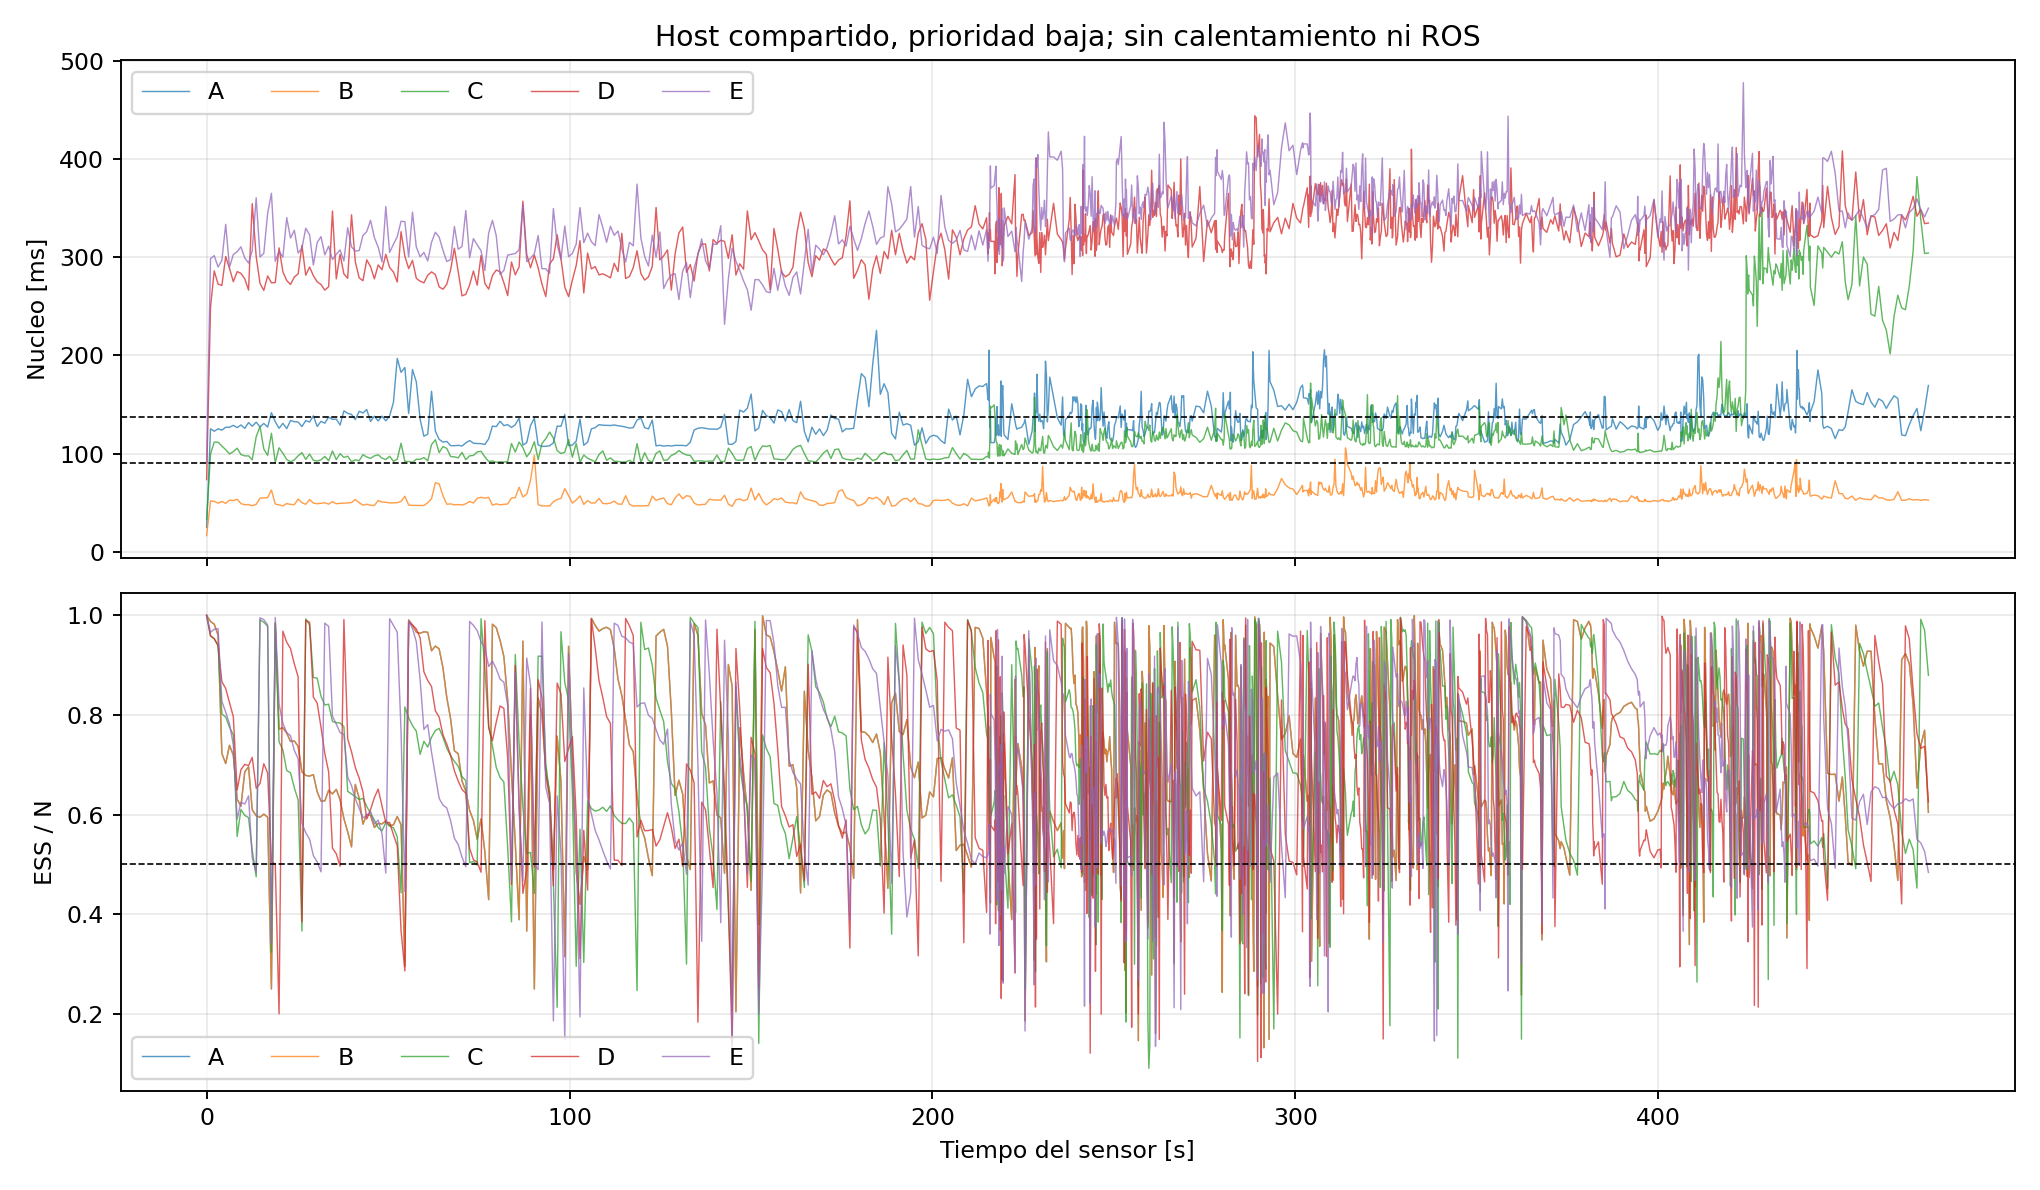 Host compartido, prioridad baja; sin calentamiento ni ROS
500
400
300
200
100
0
Nucleo [ms]
A B C D E
1.0
0.8
0.6
0.4
0.2
ESS / N
A B C D E
0 100 200 300 400
Tiempo del sensor [s]